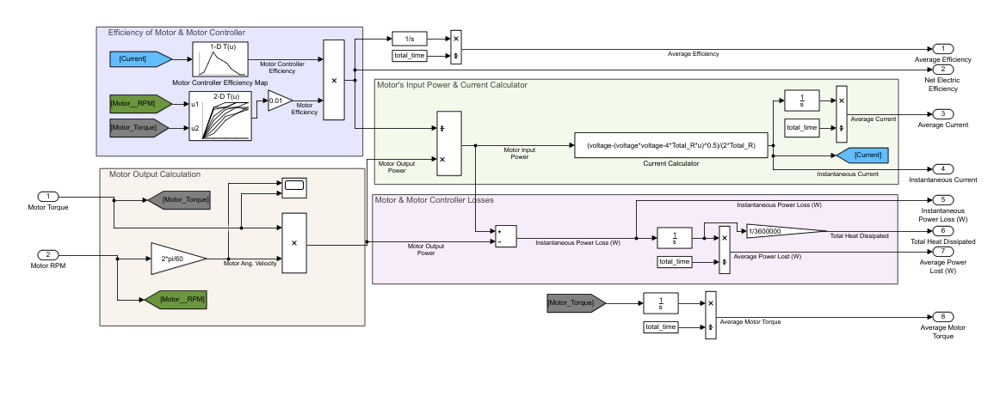 Efficiency of Motor & Motor Controller
[Current]
1-D T(u)
Motor Controller Efficiency Map
Motor Controller
Efficiency
[Motor__RPM]
[Motor_Torque]
2-D T(u)
u1
u2
0.01
Motor
Efficiency
×
1/s
total_time
×
÷
Average Efficiency
1
Average Efficiency
2
Net Electric
Efficiency
Motor's Input Power & Current Calculator
÷
×
Motor Output
Power
Motor Input
Power
(voltage-(voltage*voltage-4*Total_R*u)^0.5)/(2*Total_R)
Current Calculator
1
s
total_time
×
÷
Average Current
3
Average Current
[Current]
Instantaneous Current
4
Instantaneous Current
Motor Output Calculation
1
Motor Torque
[Motor_Torque]
2
Motor RPM
2*pi/60
Motor Ang. Velocity
×
[Motor__RPM]
Motor & Motor Controller Losses
Motor Output
Power
+
−
Instantaneous Power Loss (W)
Instantaneous Power Loss (W)
5
Instantaneous
Power Loss (W)
1
s
total_time
×
÷
1/3600000
Total Heat Dissipated
6
Total Heat Dissipated
Average Power Lost (W)
7
Average Power
Lost (W)
[Motor_Torque]
1
s
total_time
×
÷
Average Motor Torque
8
Average Motor
Torque